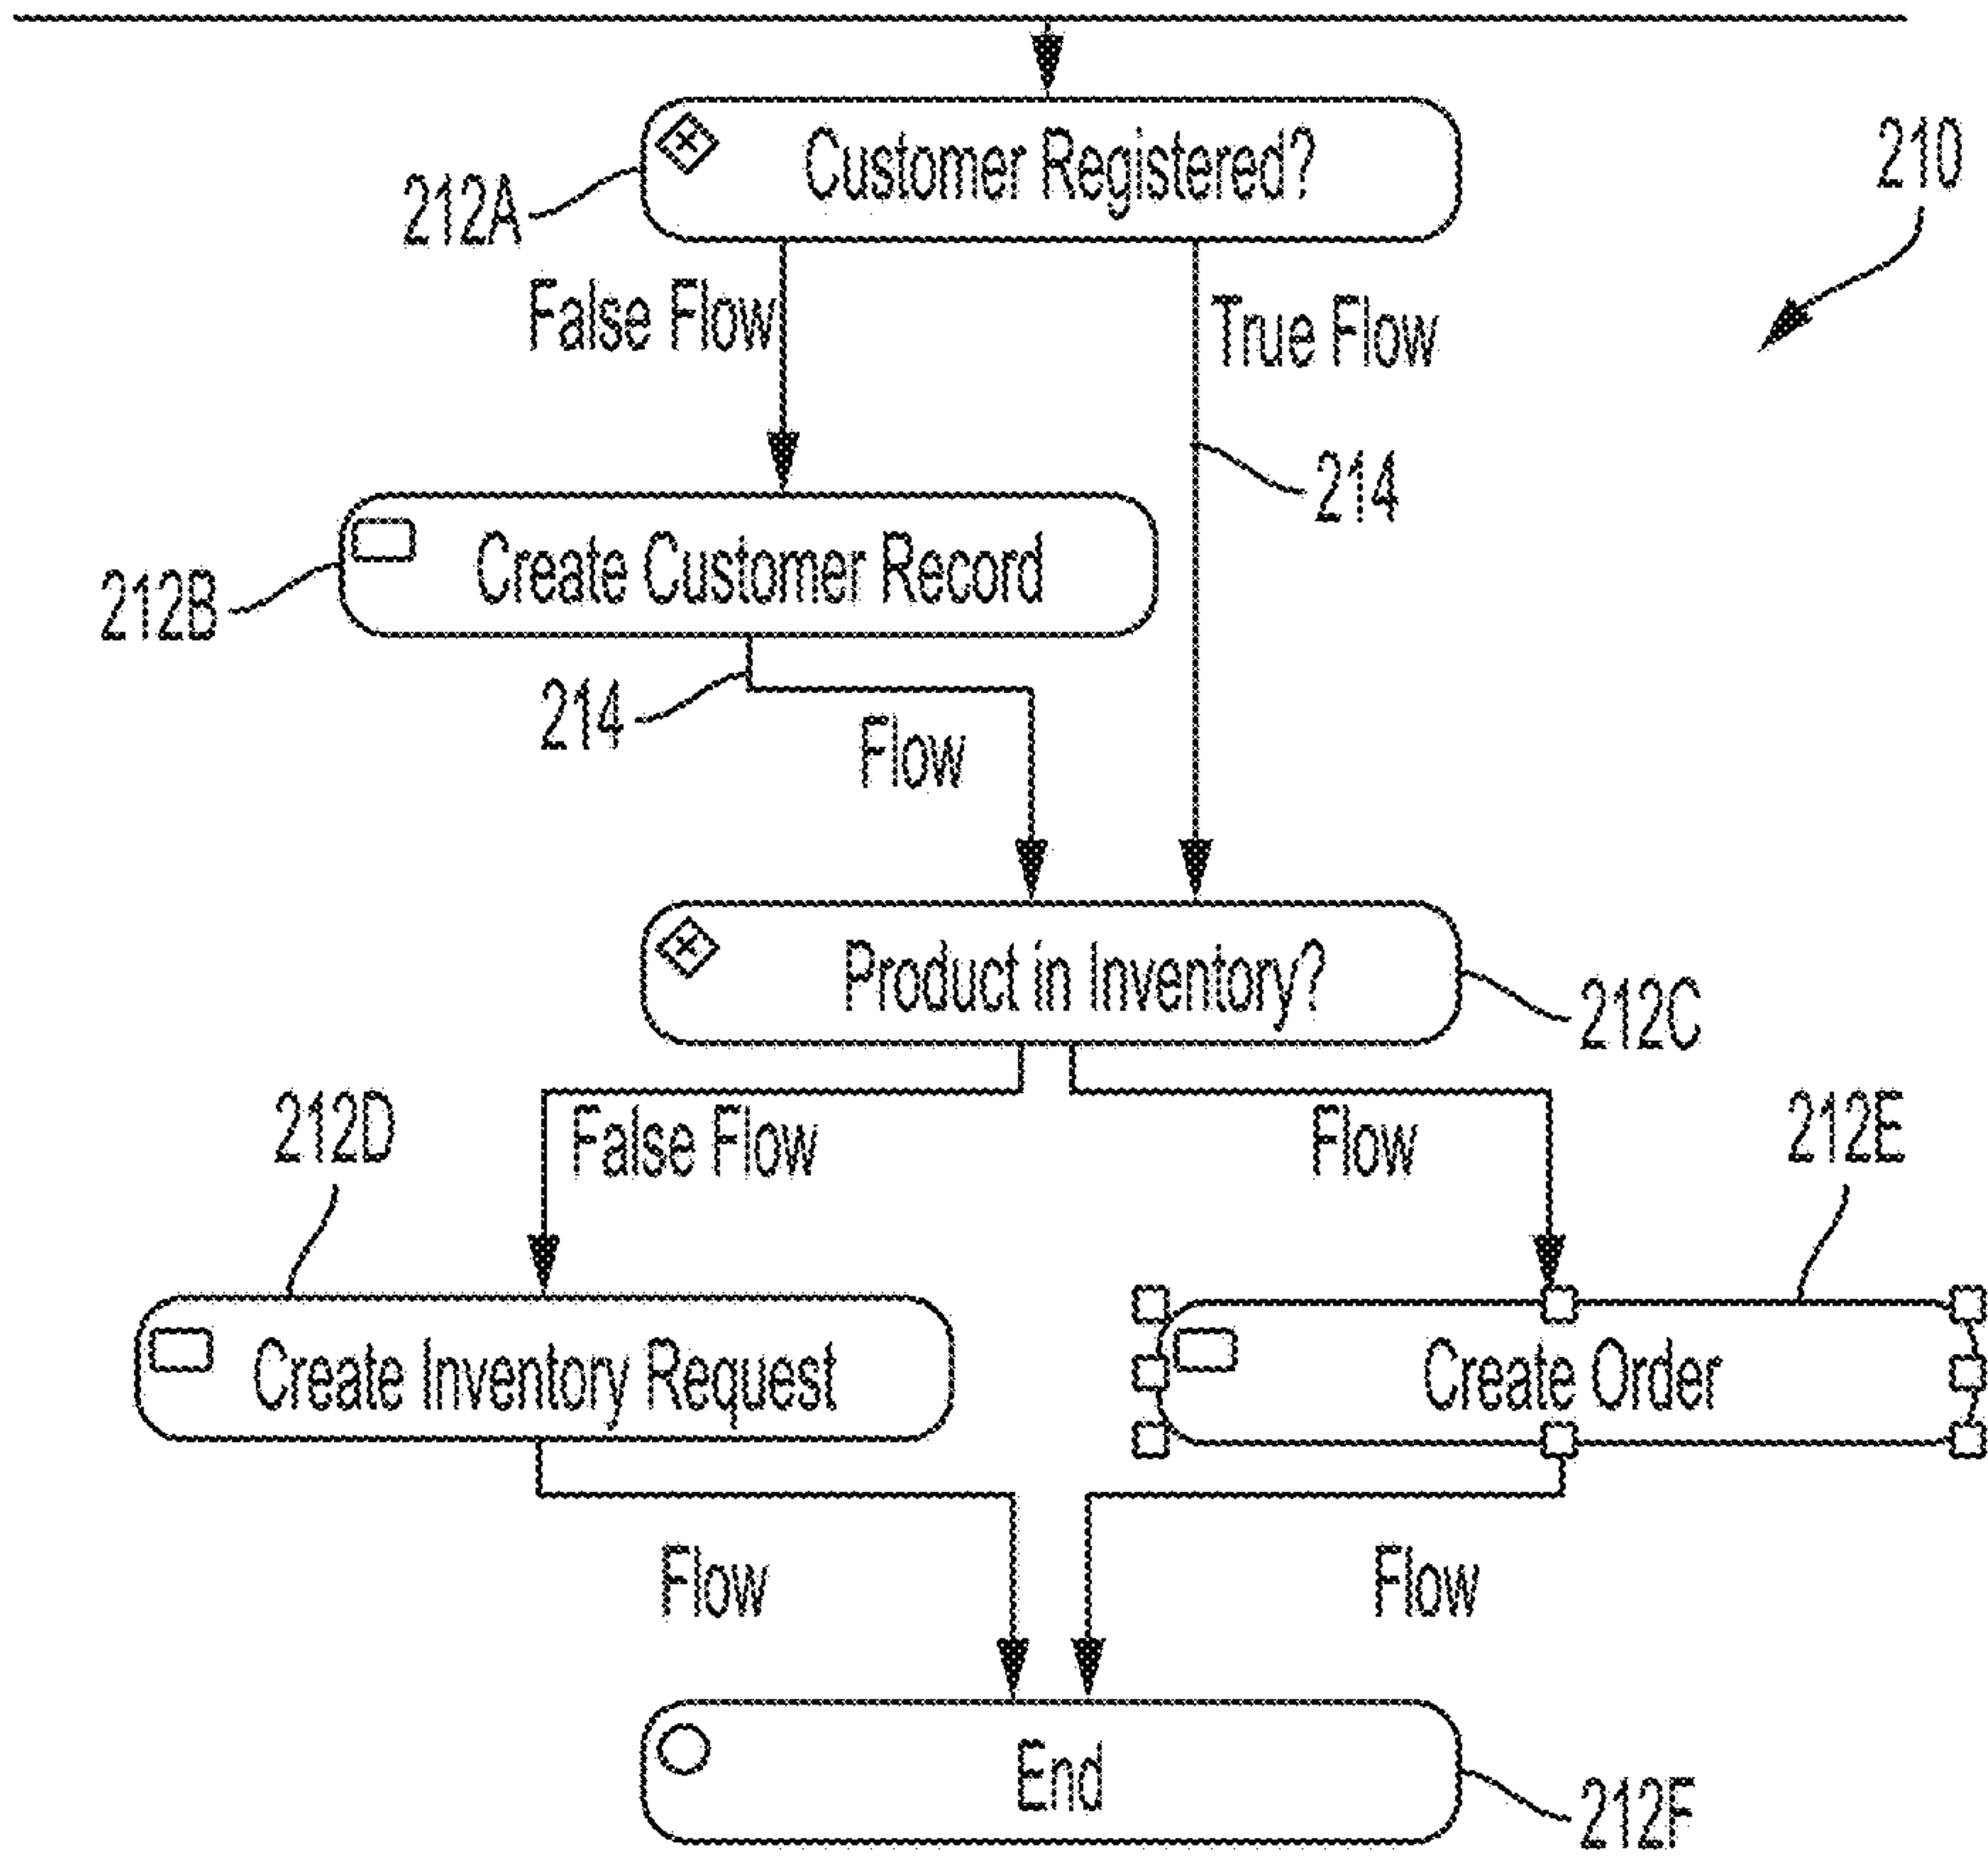 Customer Registered?
210
212A
False Flow
True Flow
214
Create Customer Record
212B
214
Flow
Product in Inventory?
212C
212D
False Flow
Flow
212E
Create Inventory Request
Create Order
Flow
Flow
End
212F